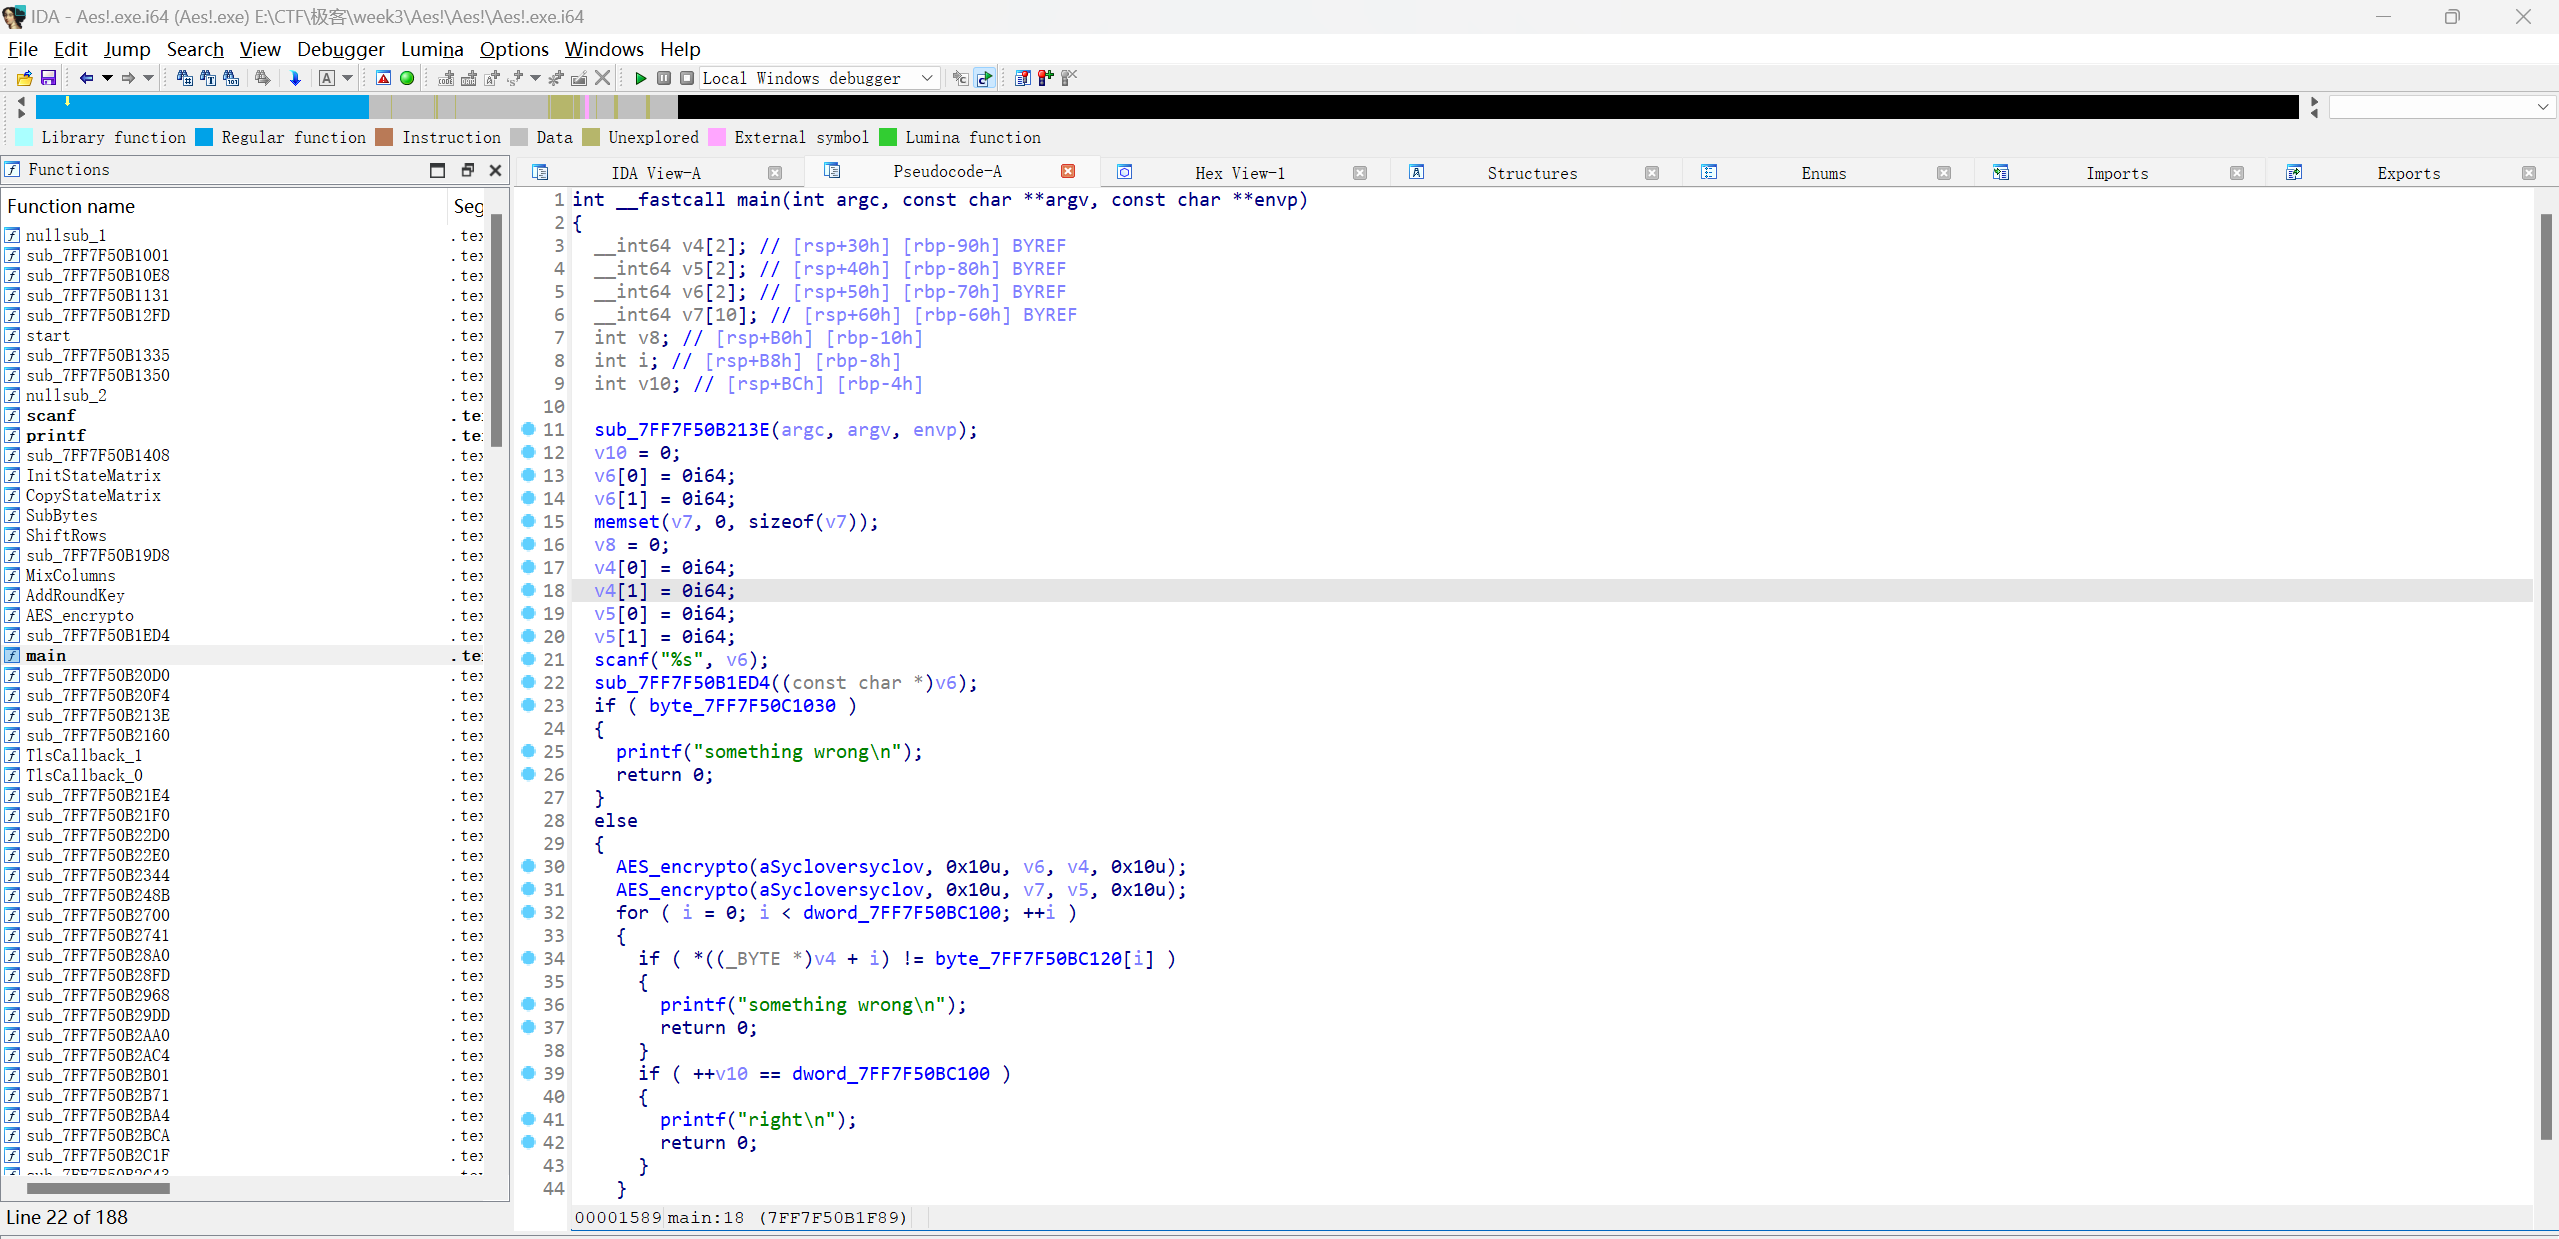 IDA - Aes!.exe.i64 (Aes!.exe) E:\CTF\极客\week3\Aes!\Aes!\Aes!.exe.i64
File Edit Jump Search View Debugger Lumina Options Windows Help
Local Windows debugger
Library function Regular function Instruction Data Unexplored External symbol Lumina function
Functions
Function name Seg
nullsub_1 .tex
sub_7FF7F50B1001 .tex
sub_7FF7F50B10E8 .tex
sub_7FF7F50B1131 .tex
sub_7FF7F50B12FD .tex
start .tex
sub_7FF7F50B1335 .tex
sub_7FF7F50B1350 .tex
nullsub_2 .tex
scanf .te
printf .te
sub_7FF7F50B1408 .tex
InitStateMatrix .tex
CopyStateMatrix .tex
SubBytes .tex
ShiftRows .tex
sub_7FF7F50B19D8 .tex
MixColumns .tex
AddRoundKey .tex
AES_encrypto .tex
sub_7FF7F50B1ED4 .tex
main .te
sub_7FF7F50B20D0 .tex
sub_7FF7F50B20F4 .tex
sub_7FF7F50B213E .tex
sub_7FF7F50B2160 .tex
TlsCallback_1 .tex
TlsCallback_0 .tex
sub_7FF7F50B21E4 .tex
sub_7FF7F50B21F0 .tex
sub_7FF7F50B22D0 .tex
sub_7FF7F50B22E0 .tex
sub_7FF7F50B2344 .tex
sub_7FF7F50B248B .tex
sub_7FF7F50B2700 .tex
sub_7FF7F50B2741 .tex
sub_7FF7F50B28A0 .tex
sub_7FF7F50B28FD .tex
sub_7FF7F50B2968 .tex
sub_7FF7F50B29DD .tex
sub_7FF7F50B2AA0 .tex
sub_7FF7F50B2AC4 .tex
sub_7FF7F50B2B01 .tex
sub_7FF7F50B2B71 .tex
sub_7FF7F50B2BA4 .tex
sub_7FF7F50B2BCA .tex
sub_7FF7F50B2C1F .tex
Line 22 of 188
IDA View-A Pseudocode-A Hex View-1 Structures Enums Imports Exports
1 int __fastcall main(int argc, const char **argv, const char **envp)
2 {
3 __int64 v4[2]; // [rsp+30h] [rbp-90h] BYREF
4 __int64 v5[2]; // [rsp+40h] [rbp-80h] BYREF
5 __int64 v6[2]; // [rsp+50h] [rbp-70h] BYREF
6 __int64 v7[10]; // [rsp+60h] [rbp-60h] BYREF
7 int v8; // [rsp+B0h] [rbp-10h]
8 int i; // [rsp+B8h] [rbp-8h]
9 int v10; // [rsp+BCh] [rbp-4h]
10
11 sub_7FF7F50B213E(argc, argv, envp);
12 v10 = 0;
13 v6[0] = 0i64;
14 v6[1] = 0i64;
15 memset(v7, 0, sizeof(v7));
16 v8 = 0;
17 v4[0] = 0i64;
18 v4[1] = 0i64;
19 v5[0] = 0i64;
20 v5[1] = 0i64;
21 scanf("%s", v6);
22 sub_7FF7F50B1ED4((const char *)v6);
23 if ( byte_7FF7F50C1030 )
24 {
25 printf("something wrong\n");
26 return 0;
27 }
28 else
29 {
30 AES_encrypto(aSycloversyclov, 0x10u, v6, v4, 0x10u);
31 AES_encrypto(aSycloversyclov, 0x10u, v7, v5, 0x10u);
32 for ( i = 0; i < dword_7FF7F50BC100; ++i )
33 {
34 if ( *((_BYTE *)v4 + i) != byte_7FF7F50BC120[i] )
35 {
36 printf("something wrong\n");
37 return 0;
38 }
39 if ( ++v10 == dword_7FF7F50BC100 )
40 {
41 printf("right\n");
42 return 0;
43 }
44 }
00001589 main:18 (7FF7F50B1F89)